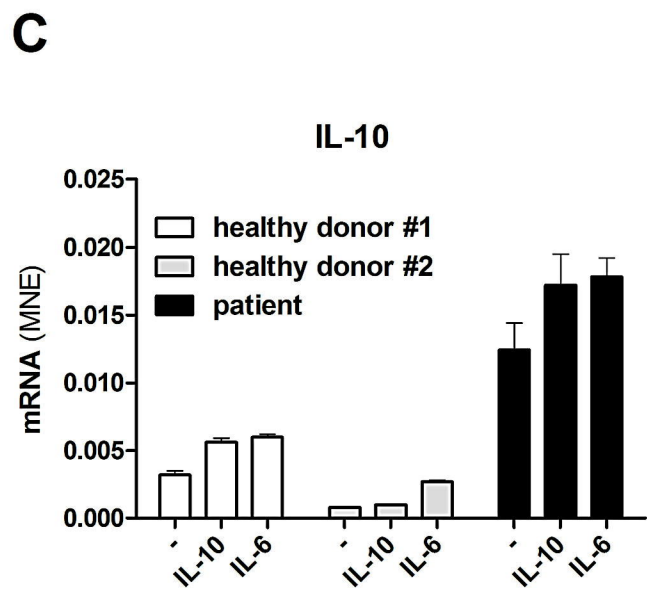 C
IL-10
0.025
0.020
0.015
0.010
0.005
0.000
mRNA (MNE)
healthy donor #1
healthy donor #2
patient
- IL-10 IL-6 - IL-10 IL-6 - IL-10 IL-6